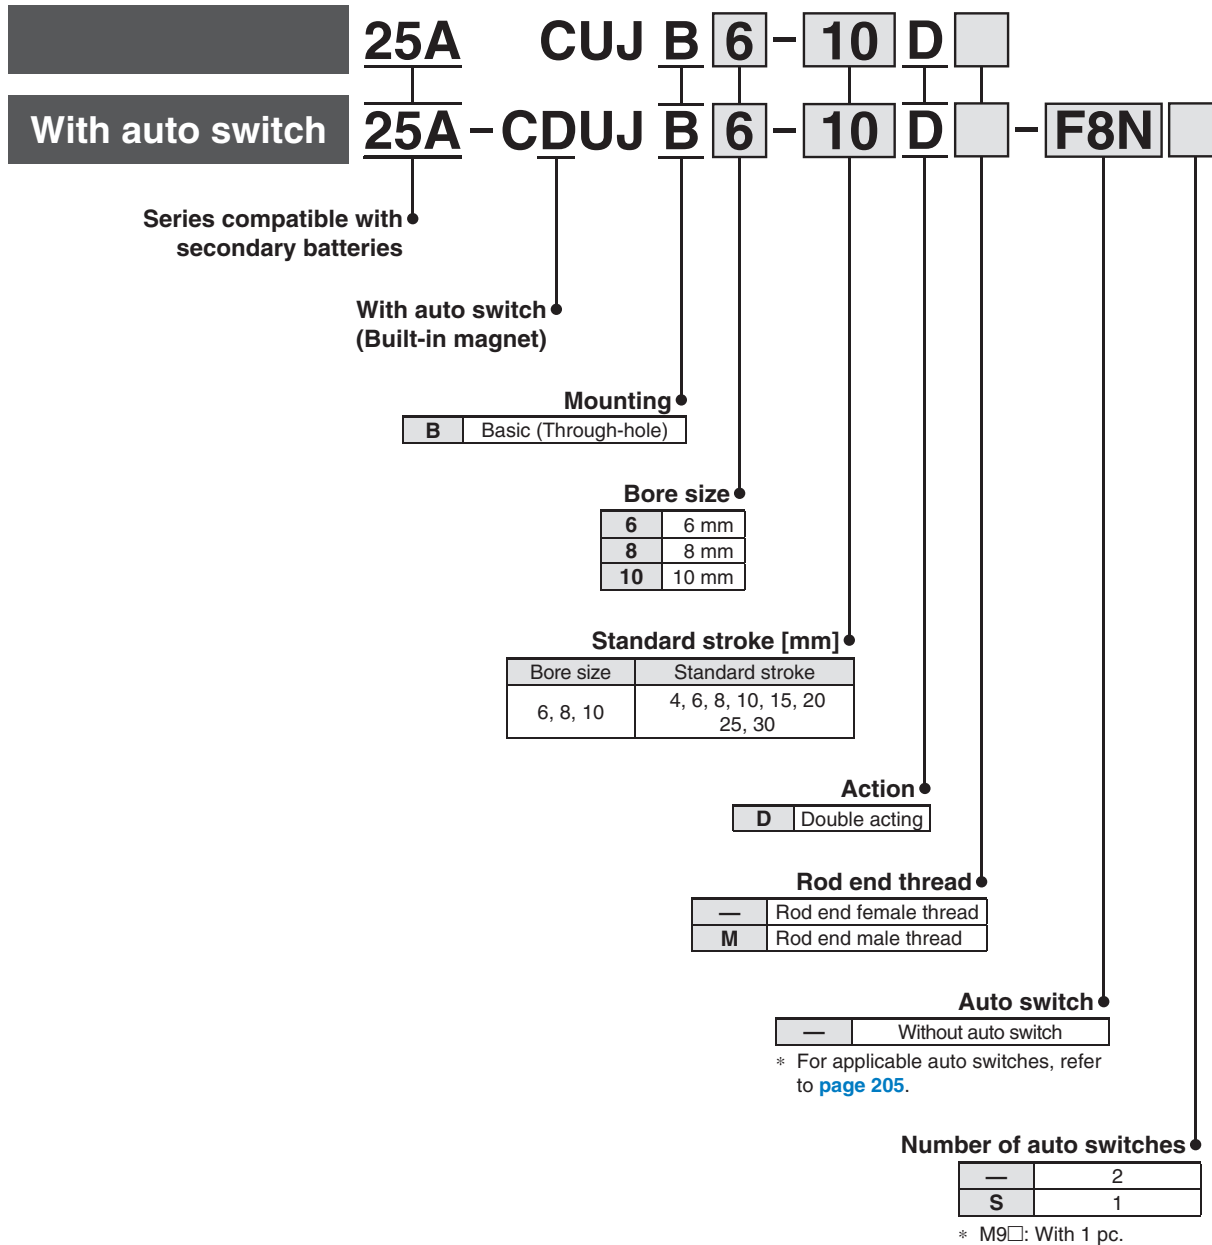 25A CUJ B 6 - 10 D
With auto switch 25A - CDUJ B 6 - 10 D - F8N
Series compatible with
secondary batteries
With auto switch
(Built-in magnet)
Mounting
B Basic (Through-hole)
Bore size
6 6 mm
8 8 mm
10 10 mm
Standard stroke [mm]
Bore size Standard stroke
6, 8, 10 4, 6, 8, 10, 15, 20
25, 30
Action
D Double acting
Rod end thread
— Rod end female thread
M Rod end male thread
Auto switch
— Without auto switch
* For applicable auto switches, refer
to page 205.
Number of auto switches
— 2
S 1
* M9□: With 1 pc.